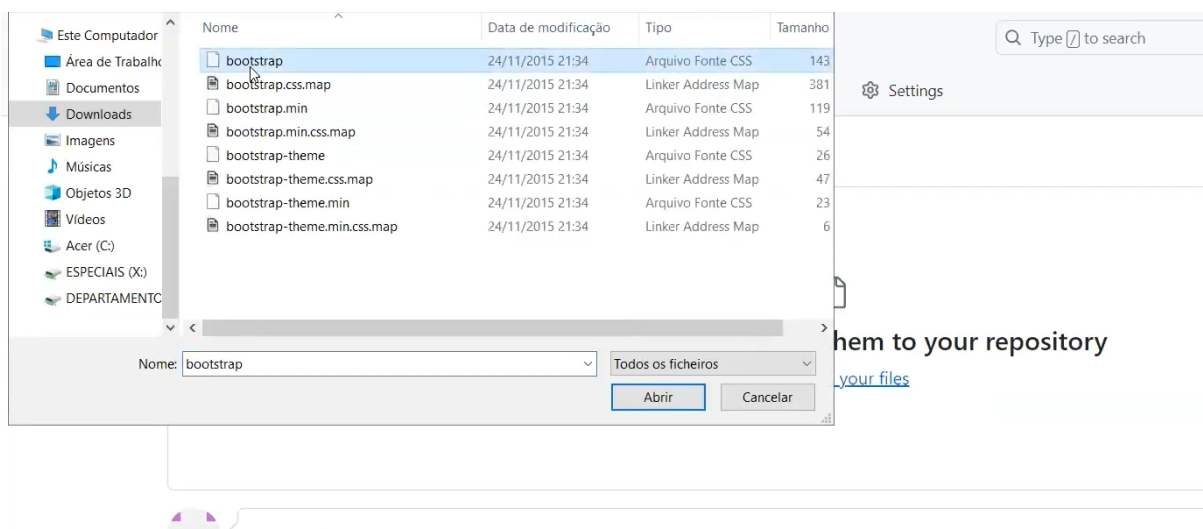 Este Computador
Área de Trabalho
Documentos
Downloads
Imagens
Músicas
Objetos 3D
Vídeos
Acer (C:)
ESPECIAIS (X:)
DEPARTAMENTO
Nome Data de modificação Tipo Tamanho
bootstrap 24/11/2015 21:34 Arquivo Fonte CSS 143
bootstrap.css.map 24/11/2015 21:34 Linker Address Map 381
bootstrap.min 24/11/2015 21:34 Arquivo Fonte CSS 119
bootstrap.min.css.map 24/11/2015 21:34 Linker Address Map 54
bootstrap-theme 24/11/2015 21:34 Arquivo Fonte CSS 26
bootstrap-theme.css.map 24/11/2015 21:34 Linker Address Map 47
bootstrap-theme.min 24/11/2015 21:34 Arquivo Fonte CSS 23
bootstrap-theme.min.css.map 24/11/2015 21:34 Linker Address Map 6
Nome: bootstrap Todos os ficheiros
Abrir Cancelar
Type / to search
Settings
hem to your repository
your files